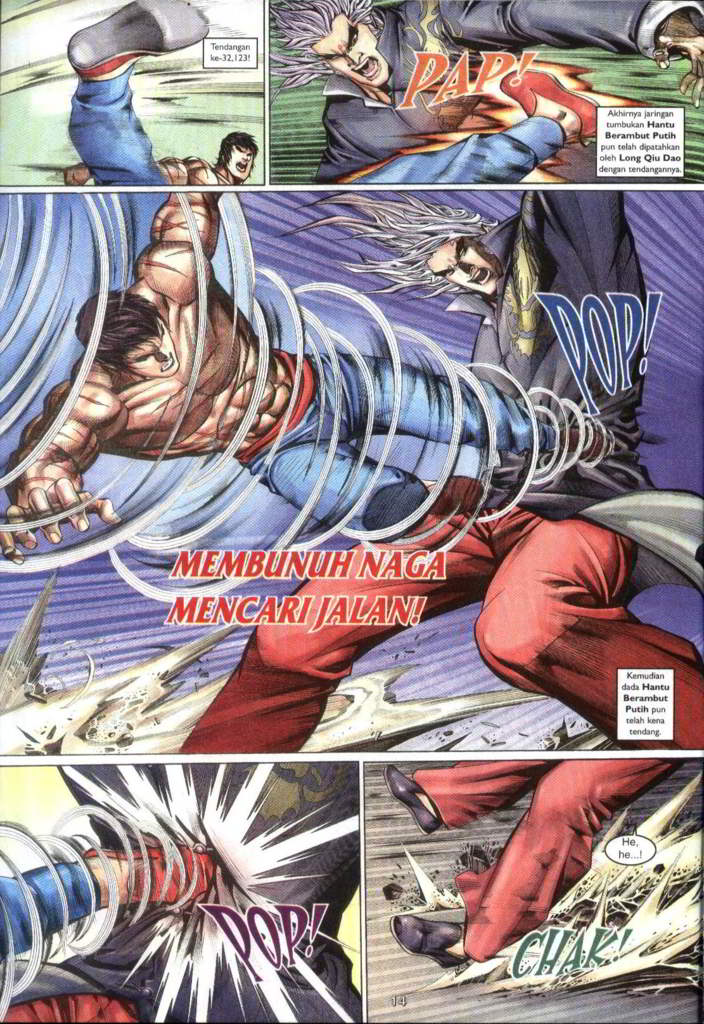 Tendangan
ke-32,123!
PAP!
Akhirnya jaringan
tumbukan Hantu
Berambut Putih
pun telah dipatahkan
oleh Long Qiu Dao
dengan tendangannya.
POP!
MEMBUNUH NAGA
MENCARI JALAN!
Kemudian
dada Hantu
Berambut
Putih pun
telah kena
tendang.
POP!
He,
he...!
CHAK!
14